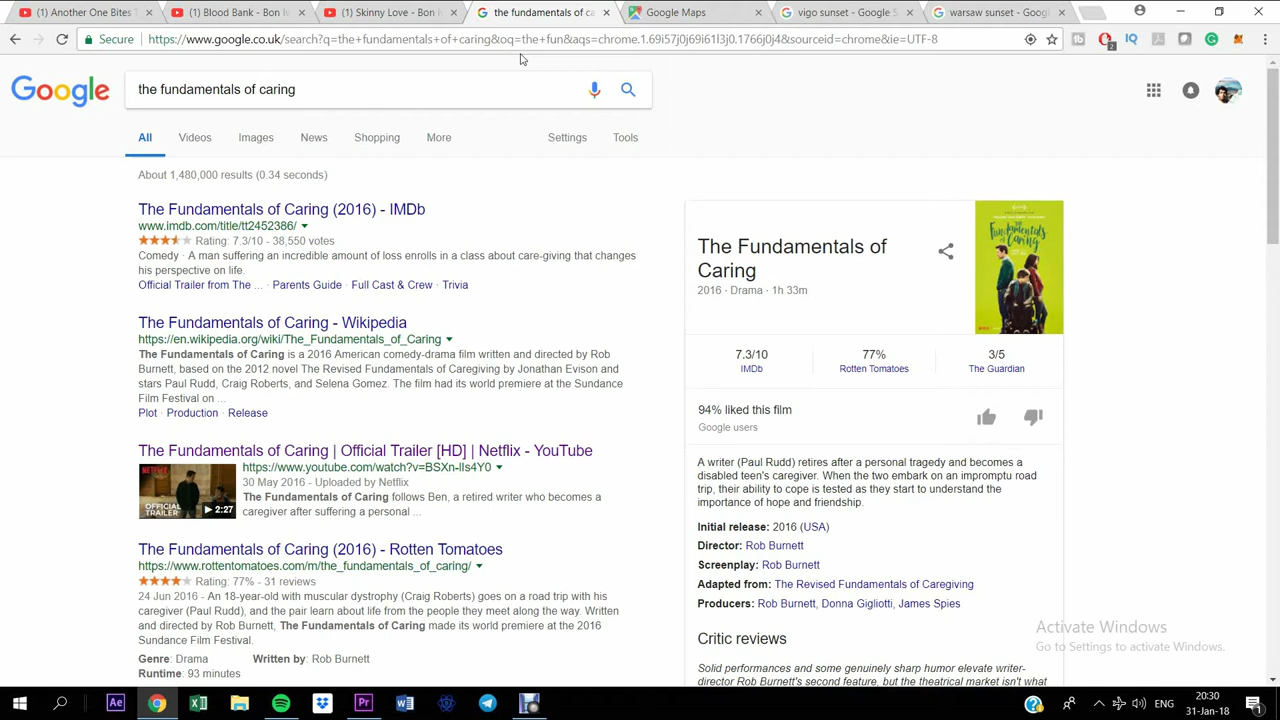 (1) Another One Bites
(1) Blood Bank - Bon Iv
(1) Skinny Love - Bon
the fundamentals of ca
Google Maps
vigo sunset - Google S
warsaw sunset - Google
Secure
https://www.google.co.uk/search?q=the+fundamentals+of+caring&oq=the+fun&aqs=chrome.1.69i57j0j69i61l3j0.1766j0j4&sourceid=chrome&ie=UTF-8
Google
the fundamentals of caring
All
Videos
Images
News
Shopping
More
Settings
Tools
About 1,480,000 results (0.34 seconds)
The Fundamentals of Caring (2016) - IMDb
www.imdb.com/title/tt2452386/
Rating: 7.3/10 - 38,550 votes
Comedy · A man suffering an incredible amount of loss enrolls in a class about care-giving that changes
his perspective on life.
Official Trailer from The ... · Parents Guide · Full Cast & Crew · Trivia
The Fundamentals of Caring - Wikipedia
https://en.wikipedia.org/wiki/The_Fundamentals_of_Caring
The Fundamentals of Caring is a 2016 American comedy-drama film written and directed by Rob
Burnett, based on the 2012 novel The Revised Fundamentals of Caregiving by Jonathan Evison and
stars Paul Rudd, Craig Roberts, and Selena Gomez. The film had its world premiere at the Sundance
Film Festival on ...
Plot · Production · Release
The Fundamentals of Caring | Official Trailer [HD] | Netflix - YouTube
NETFLIX
OFFICIAL
TRAILER
2:27
https://www.youtube.com/watch?v=BSXn-lIs4Y0
30 May 2016 - Uploaded by Netflix
The Fundamentals of Caring follows Ben, a retired writer who becomes a
caregiver after suffering a personal ...
The Fundamentals of Caring (2016) - Rotten Tomatoes
https://www.rottentomatoes.com/m/the_fundamentals_of_caring/
Rating: 77% - 31 reviews
24 Jun 2016 - An 18-year-old with muscular dystrophy (Craig Roberts) goes on a road trip with his
caregiver (Paul Rudd), and the pair learn about life from the people they meet along the way. Written
and directed by Rob Burnett, The Fundamentals of Caring made its world premiere at the 2016
Sundance Film Festival.
Genre: Drama
Written by: Rob Burnett
Runtime: 93 minutes
The Fundamentals of
Caring
2016 · Drama · 1h 33m
the
Fundamentals of
Caring
7.3/10
IMDb
77%
Rotten Tomatoes
3/5
The Guardian
94% liked this film
Google users
A writer (Paul Rudd) retires after a personal tragedy and becomes a
disabled teen's caregiver. When the two embark on an impromptu road
trip, their ability to cope is tested as they start to understand the
importance of hope and friendship.
Initial release: 2016 (USA)
Director: Rob Burnett
Screenplay: Rob Burnett
Adapted from: The Revised Fundamentals of Caregiving
Producers: Rob Burnett, Donna Gigliotti, James Spies
Critic reviews
Solid performances and some genuinely sharp humor elevate writer-
director Rob Burnett's second feature, but the theatrical market isn't what
Activate Windows
Go to Settings to activate Windows.
Ae
Pr
ENG
20:30
31-Jan-18